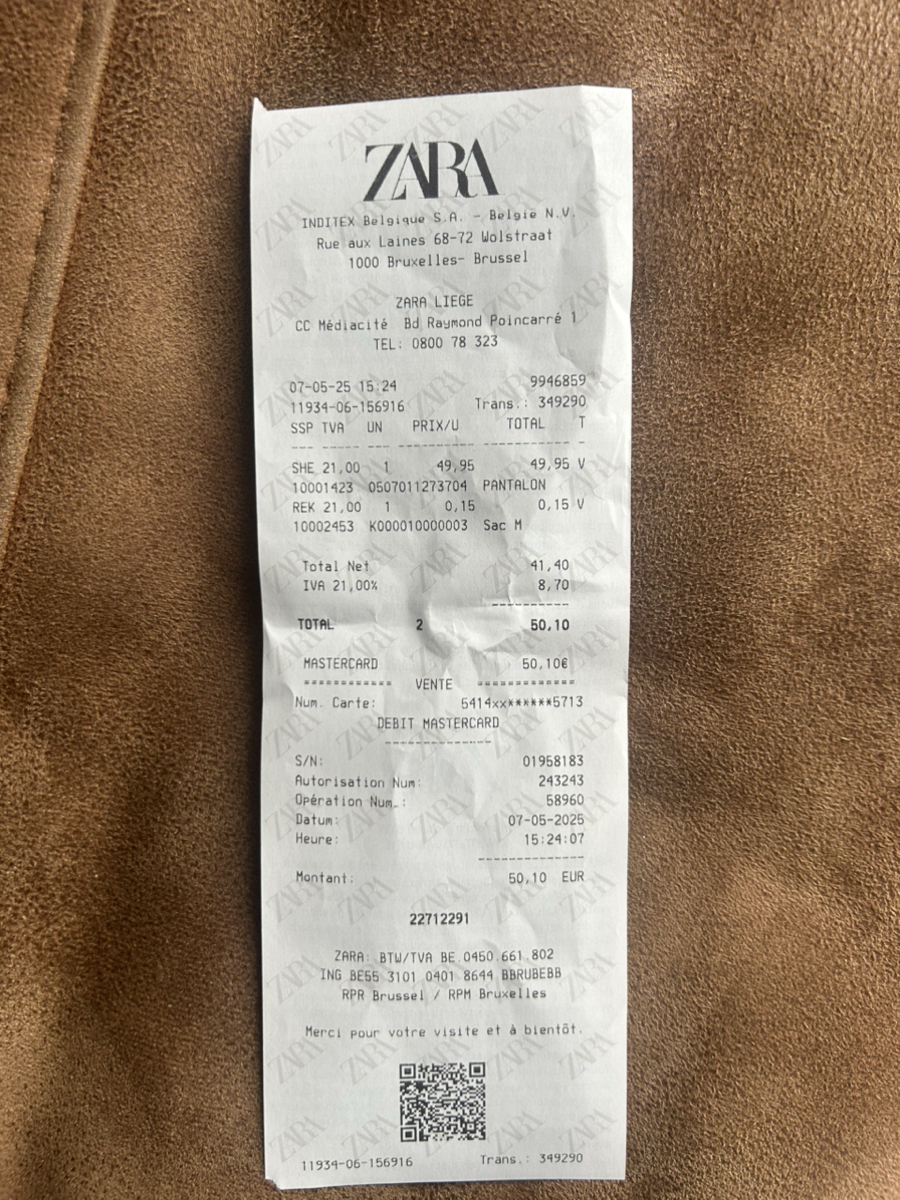 ZARA
INDITEX Belgique S.A. - België N.V.
Rue aux Laines 68-72 Wolstraat
1000 Bruxelles- Brussel
ZARA LIEGE
CC Médiacité Bd Raymond Poincarré 1
TEL: 0800 78 323
07-05-25 15:24 9946859
11934-06-156916 Trans.: 349290
SSP TVA UN PRIX/U TOTAL T
SHE 21,00 1 49,95 49,95 V
10001423 0507011273704 PANTALON
REK 21,00 1 0,15 0,15 V
10002453 K000010000003 Sac M
Total Net 41,40
IVA 21,00% 8,70
TOTAL 2 50,10
MASTERCARD 50,10€
============ VENTE =============
Num. Carte: 5414xx******5713
DEBIT MASTERCARD
S/N: 01958183
Autorisation Num: 243243
Opération Num.: 58960
Datum: 07-05-2025
Heure: 15:24:07
Montant: 50,10 EUR
22712291
ZARA: BTW/TVA BE 0450.661.802
ING BE55 3101 0401 8644 BBRUBEBB
RPR Brussel / RPM Bruxelles
Merci pour votre visite et à bientôt.
11934-06-156916 Trans.: 349290